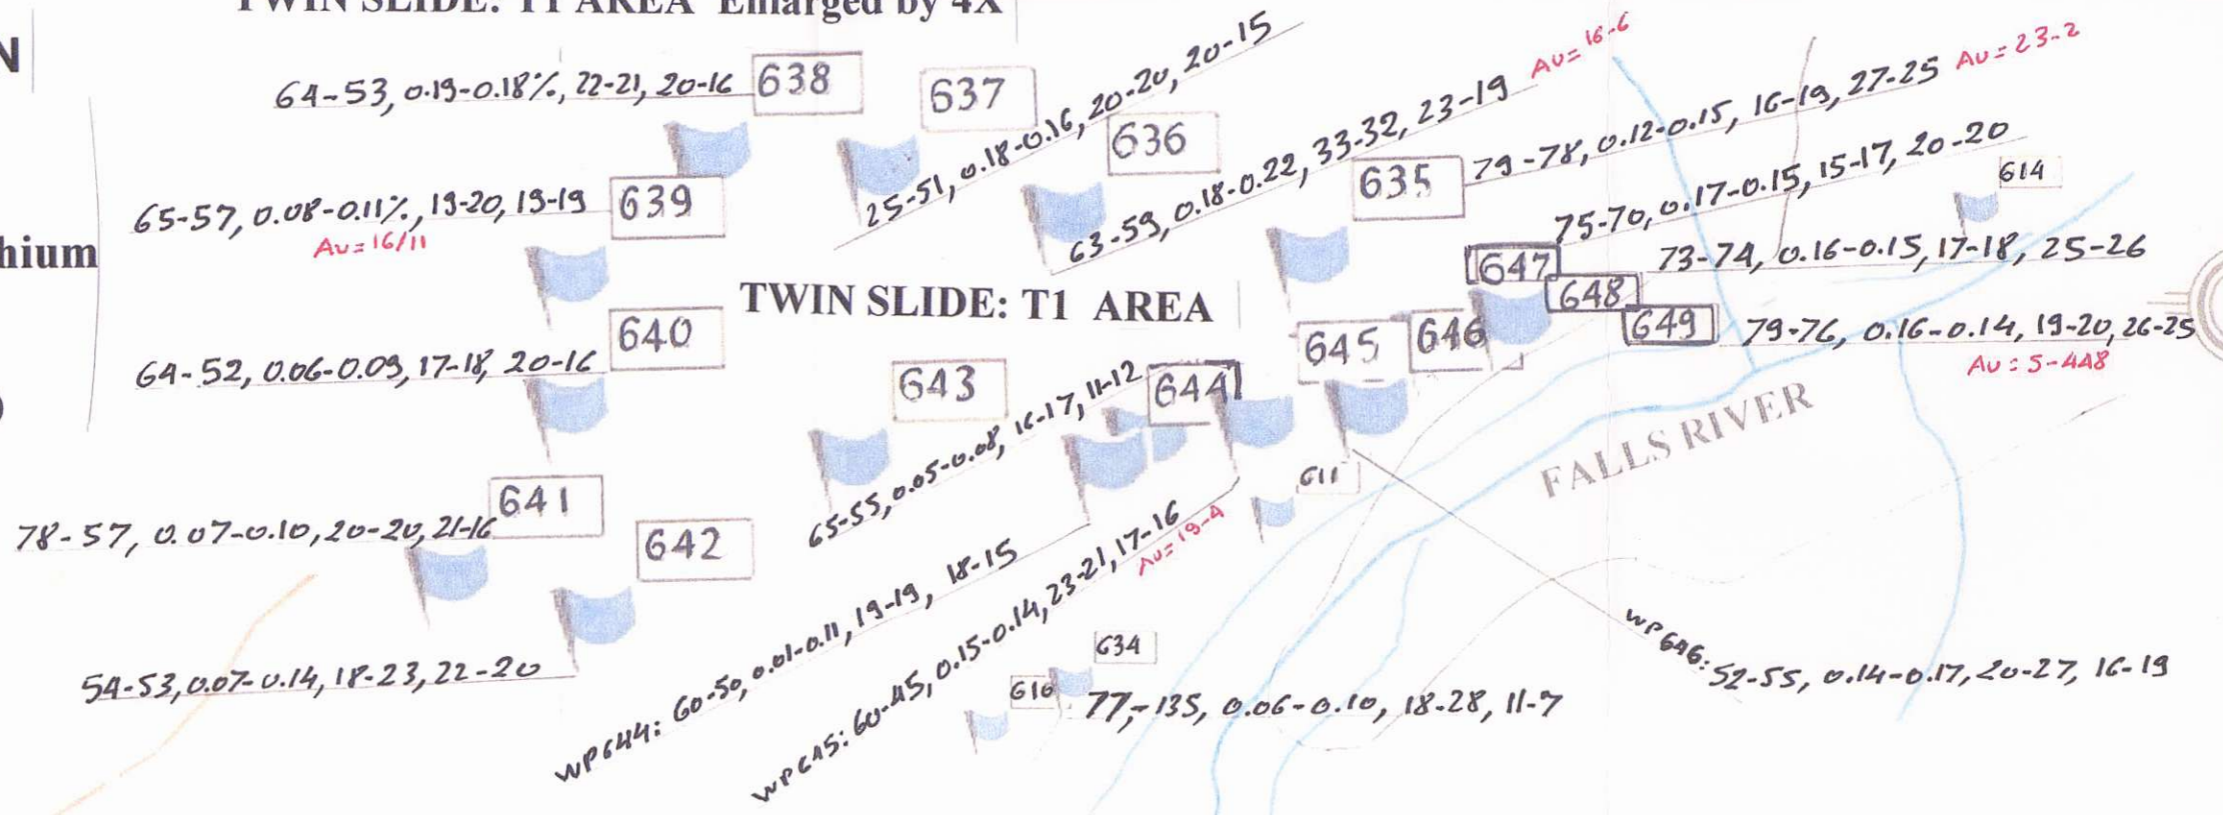 TWIN SLIDE: T1 AREA Enlarged by 4X
N
64-53, 0.19-0.18%, 22-21, 20-16
638
637
25-51, 0.18-0.16, 20-20, 20-15
636
63-59, 0.18-0.22, 33-32, 23-19
Au=16-6
635
79-78, 0.12-0.15, 16-19, 27-25
Au=23-2
65-57, 0.08-0.11%, 19-20, 19-19
Au=16/11
639
hium
75-70, 0.17-0.15, 15-17, 20-20
614
647
73-74, 0.16-0.15, 17-18, 25-26
648
649
79-76, 0.16-0.14, 19-20, 26-25
Au=5-448
TWIN SLIDE: T1 AREA
64-52, 0.06-0.09, 17-18, 20-16
640
643
65-55, 0.05-0.08, 16-17, 11-12
644
645
646
FALLS RIVER
78-57, 0.07-0.10, 20-20, 21-16
641
642
611
54-53, 0.07-0.14, 18-23, 22-20
WP644: 60-50, 0.01-0.11, 19-19, 18-15
WP645: 60-45, 0.15-0.14, 23-21, 17-16
Au=19-4
634
610
77,-135, 0.06-0.10, 18-28, 11-7
WP646: 52-55, 0.14-0.17, 20-27, 16-19